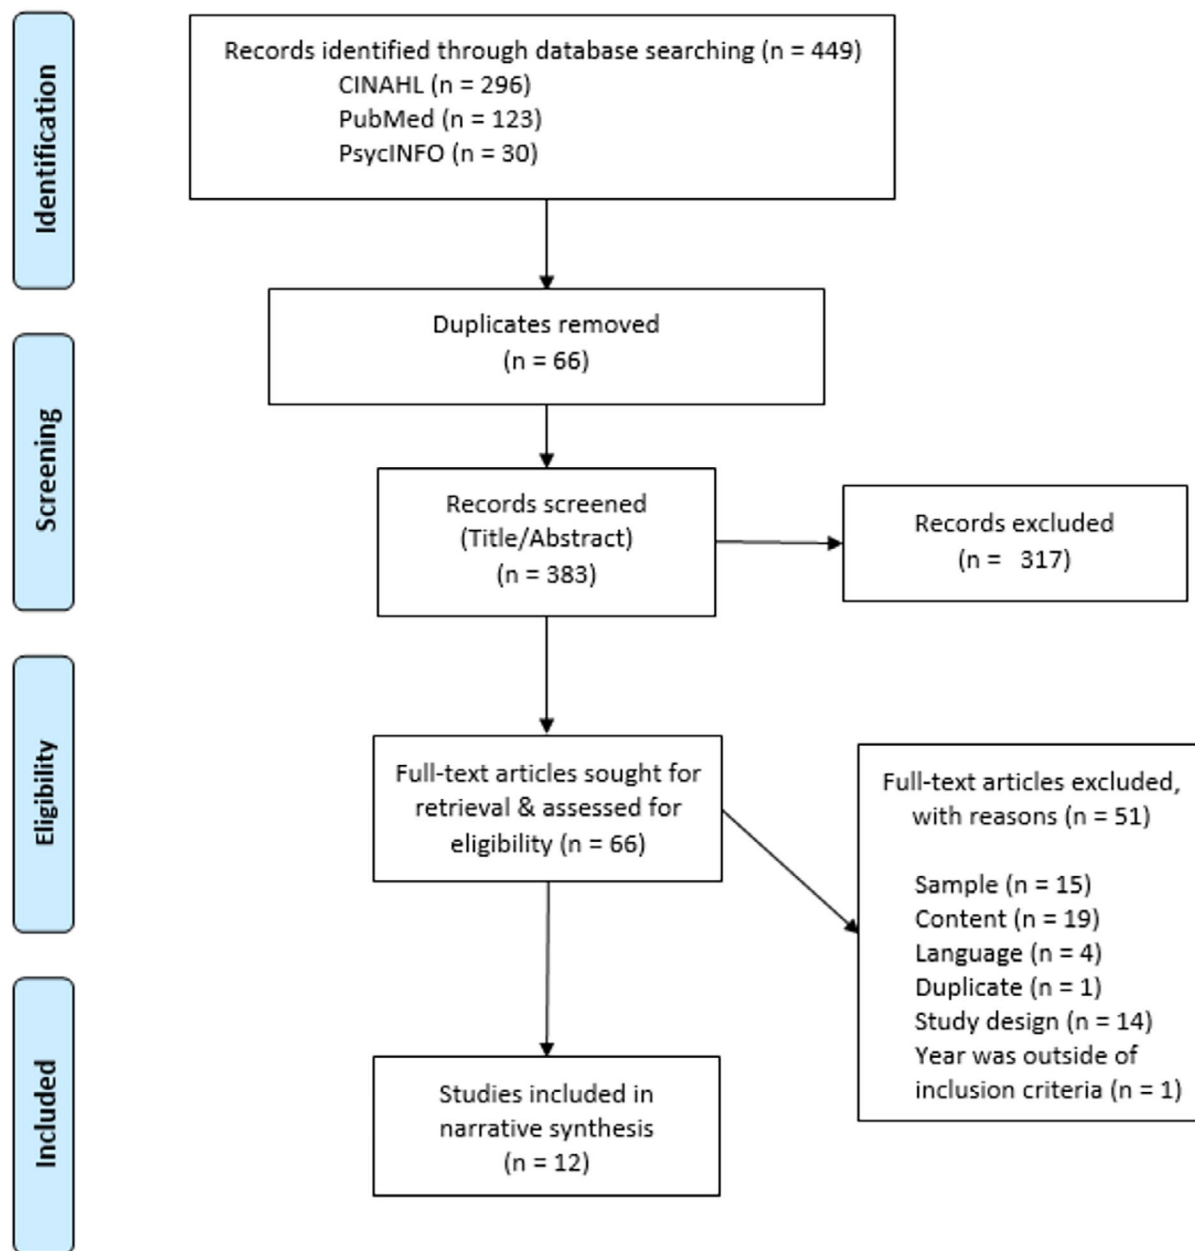 Identification
Records identified through database searching (n = 449)
CINAHL (n = 296)
PubMed (n = 123)
PsycINFO (n = 30)
Duplicates removed
(n = 66)
Screening
Records screened
(Title/Abstract)
(n = 383)
Records excluded
(n = 317)
Eligibility
Full-text articles sought for
retrieval & assessed for
eligibility (n = 66)
Full-text articles excluded,
with reasons (n = 51)
Sample (n = 15)
Content (n = 19)
Language (n = 4)
Duplicate (n = 1)
Study design (n = 14)
Year was outside of
inclusion criteria (n = 1)
Included
Studies included in
narrative synthesis
(n = 12)